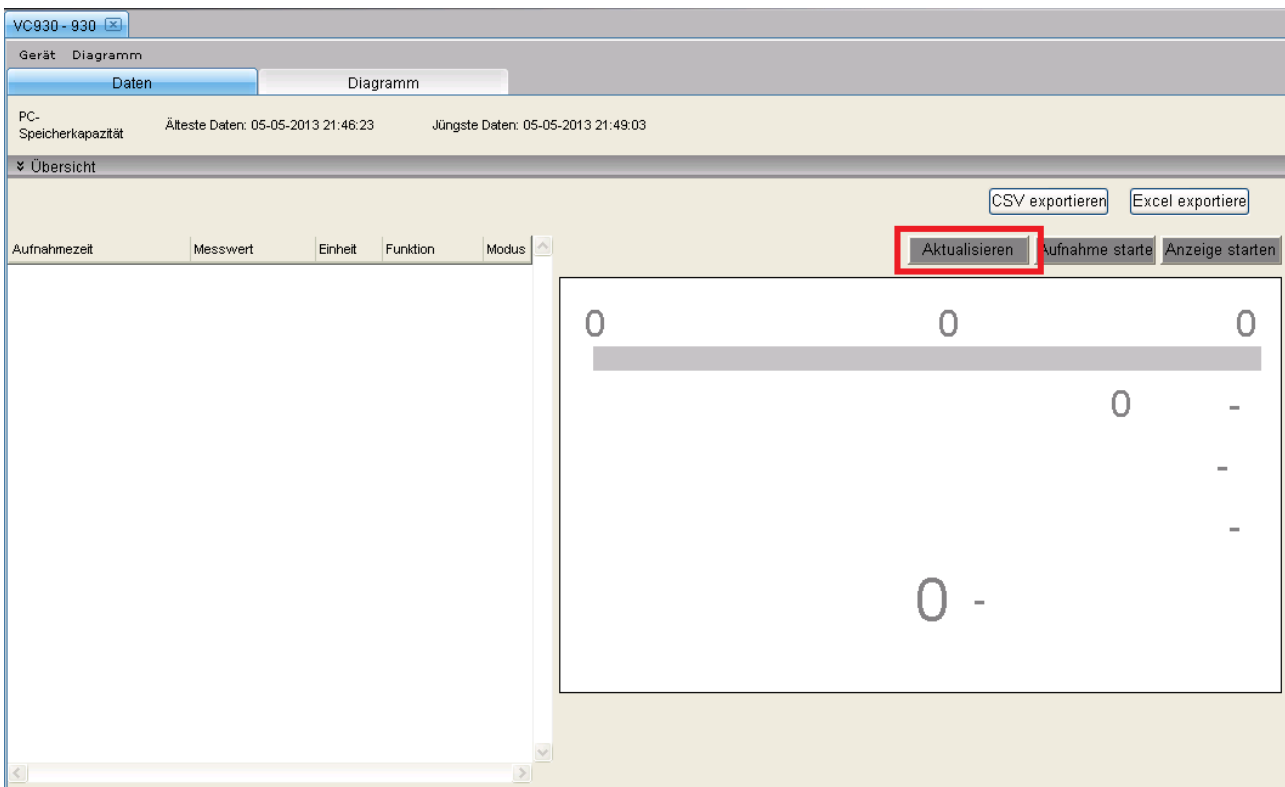 VC930 - 930
Gerät Diagramm
Daten Diagramm
PC-
Speicherkapazität
Älteste Daten: 05-05-2013 21:46:23 Jüngste Daten: 05-05-2013 21:49:03
Übersicht
CSV exportieren Excel exportiere
Aufnahmezeit Messwert Einheit Funktion Modus
Aktualisieren Aufnahme starte Anzeige starten
0 0 0
0 -
-
-
0 -